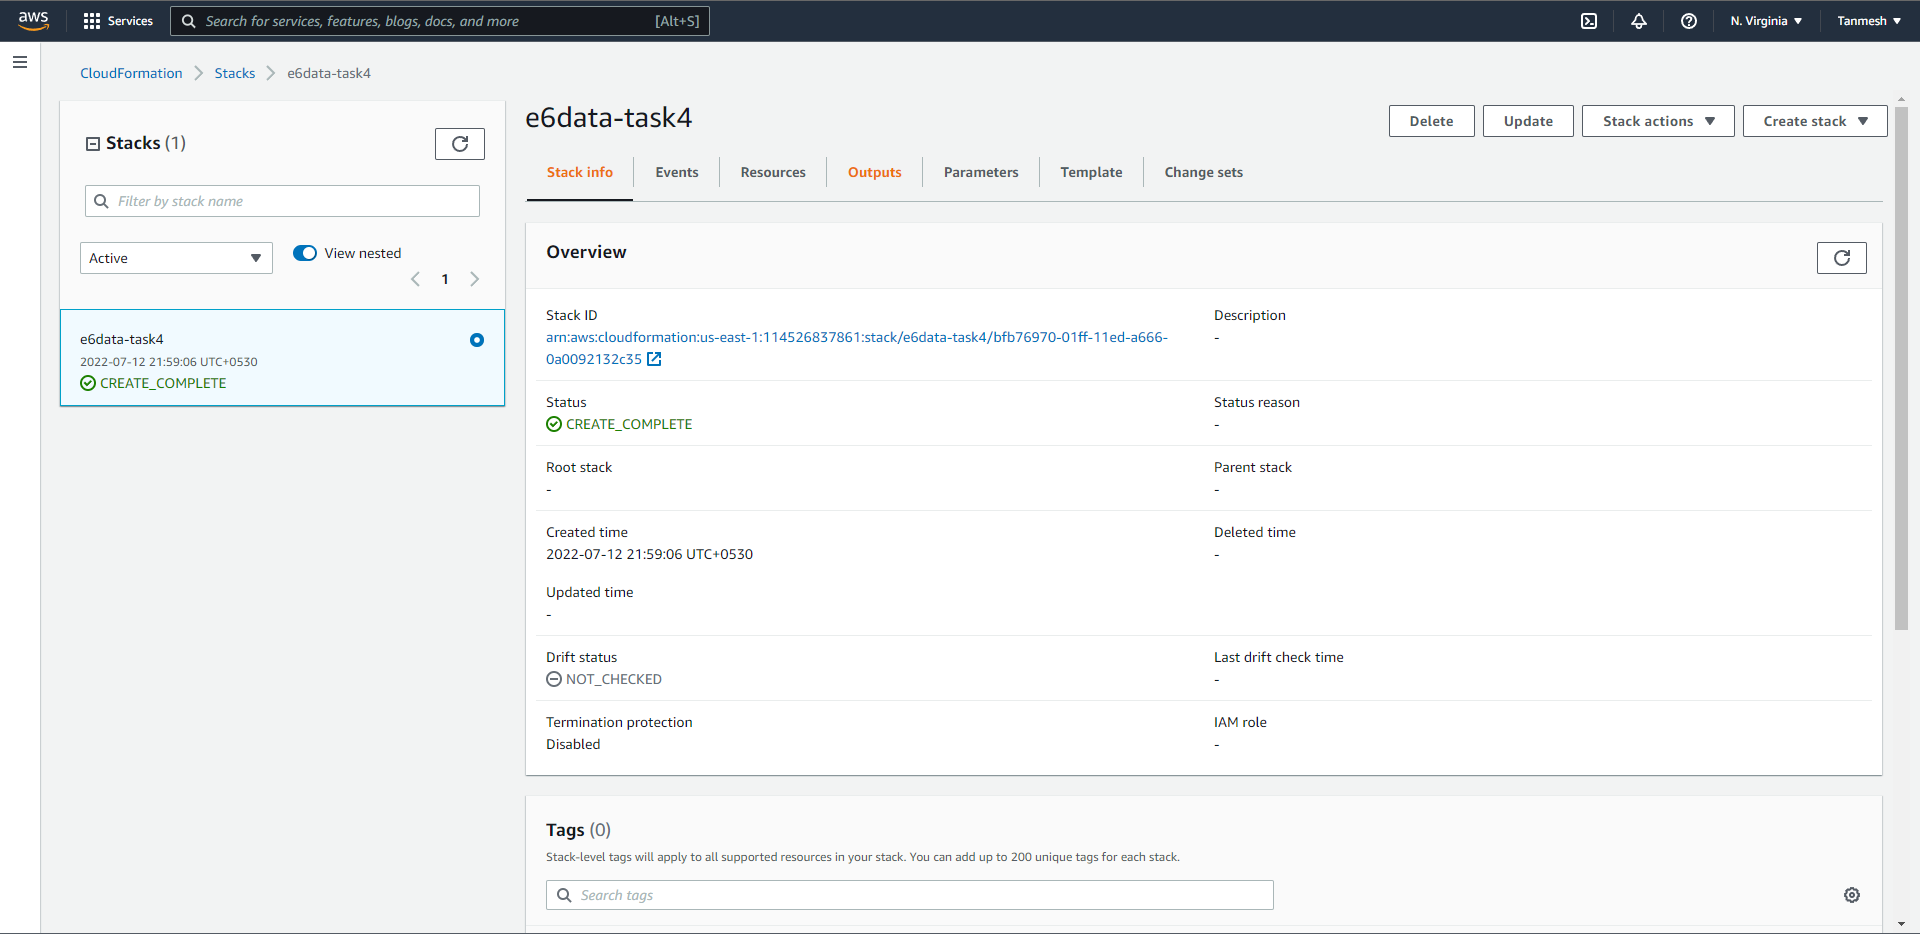 aws
Services
Search for services, features, blogs, docs, and more
[Alt+S]
N. Virginia
Tanmesh
CloudFormation
Stacks
e6data-task4
Stacks (1)
Filter by stack name
Active
View nested
1
e6data-task4
2022-07-12 21:59:06 UTC+0530
CREATE_COMPLETE
e6data-task4
Delete
Update
Stack actions
Create stack
Stack info
Events
Resources
Outputs
Parameters
Template
Change sets
Overview
Stack ID
arn:aws:cloudformation:us-east-1:114526837861:stack/e6data-task4/bfb76970-01ff-11ed-a666-
0a0092132c35
Description
-
Status
CREATE_COMPLETE
Status reason
-
Root stack
-
Parent stack
-
Created time
2022-07-12 21:59:06 UTC+0530
Deleted time
-
Updated time
-
Drift status
NOT_CHECKED
Last drift check time
-
Termination protection
Disabled
IAM role
-
Tags (0)
Stack-level tags will apply to all supported resources in your stack. You can add up to 200 unique tags for each stack.
Search tags